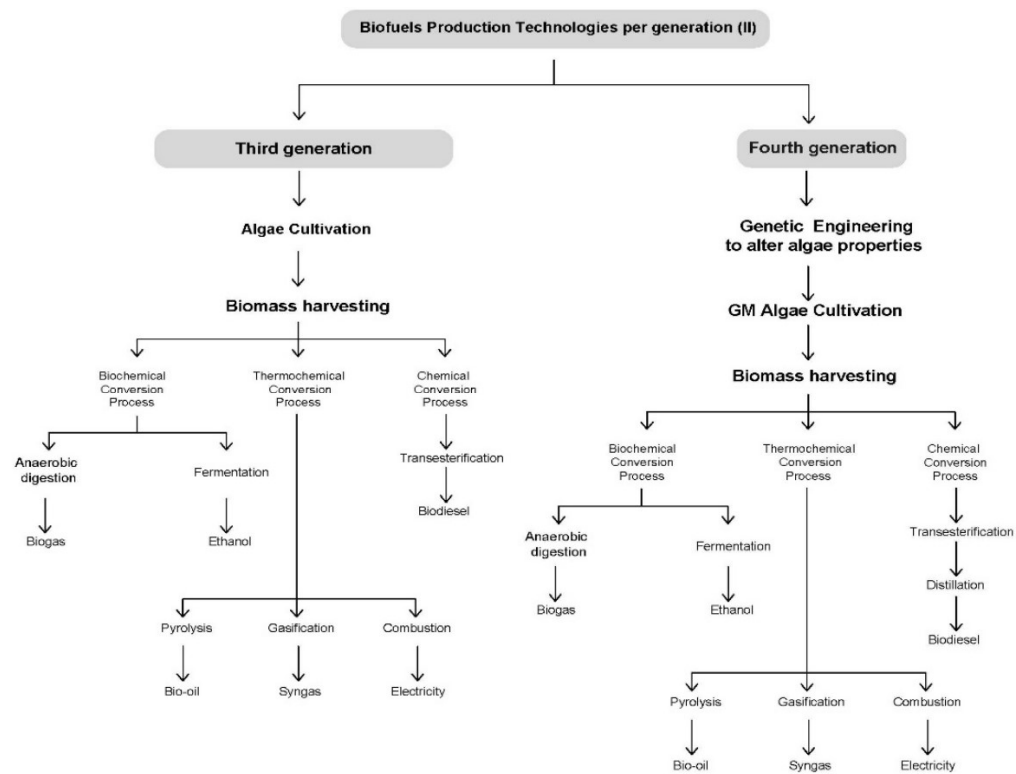 Biofuels Production Technologies per generation (II)
Third generation
Algae Cultivation
Biomass harvesting
Biochemical
Conversion
Process
Thermochemical
Conversion
Process
Chemical
Conversion
Process
Anaerobic
digestion
Fermentation
Transesterification
Biogas
Ethanol
Biodiesel
Pyrolysis
Gasification
Combustion
Bio-oil
Syngas
Electricity
Fourth generation
Genetic Engineering
to alter algae properties
GM Algae Cultivation
Biomass harvesting
Biochemical
Conversion
Process
Thermochemical
Conversion
Process
Chemical
Conversion
Process
Anaerobic
digestion
Fermentation
Transesterification
Biogas
Ethanol
Distillation
Biodiesel
Pyrolysis
Gasification
Combustion
Bio-oil
Syngas
Electricity